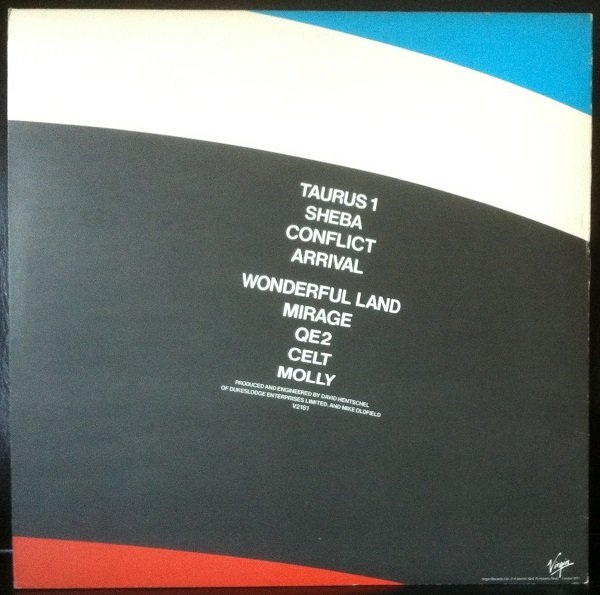 TAURUS 1
SHEBA
CONFLICT
ARRIVAL
WONDERFUL LAND
MIRAGE
QE2
CELT
MOLLY
PRODUCED AND ENGINEERED BY DAVID HENTSCHEL
OF DUKESLODGE ENTERPRISES LIMITED, AND MIKE OLDFIELD
V2181
Virgin